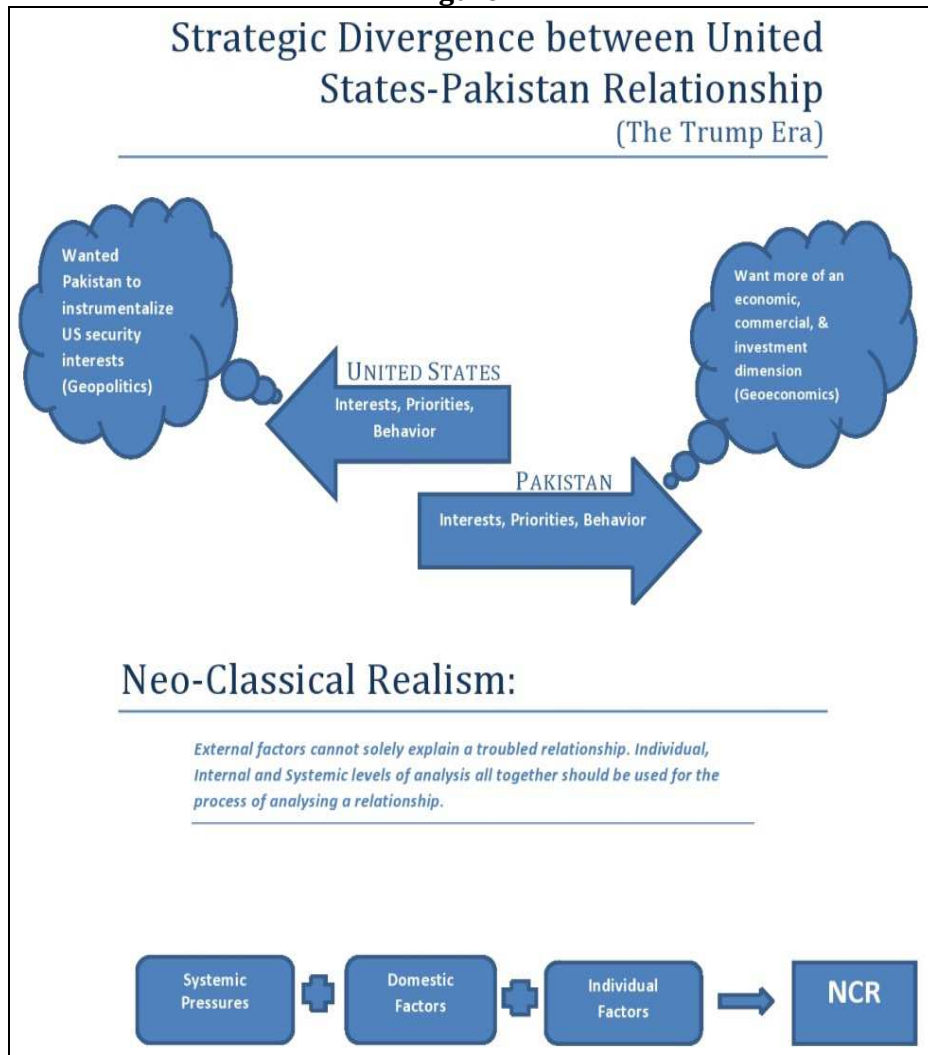 Strategic Divergence between United
States-Pakistan Relationship
(The Trump Era)
Wanted
Pakistan to
instrumentalize
US security
interests
(Geopolitics)
Want more of an
economic,
commercial, &
investment
dimension
(Geoeconomics)
UNITED STATES
Interests, Priorities,
Behavior
PAKISTAN
Interests, Priorities, Behavior
Neo-Classical Realism:
External factors cannot solely explain a troubled relationship. Individual,
Internal and Systemic levels of analysis all together should be used for the
process of analysing a relationship.
Systemic
Pressures
Domestic
Factors
Individual
Factors
NCR